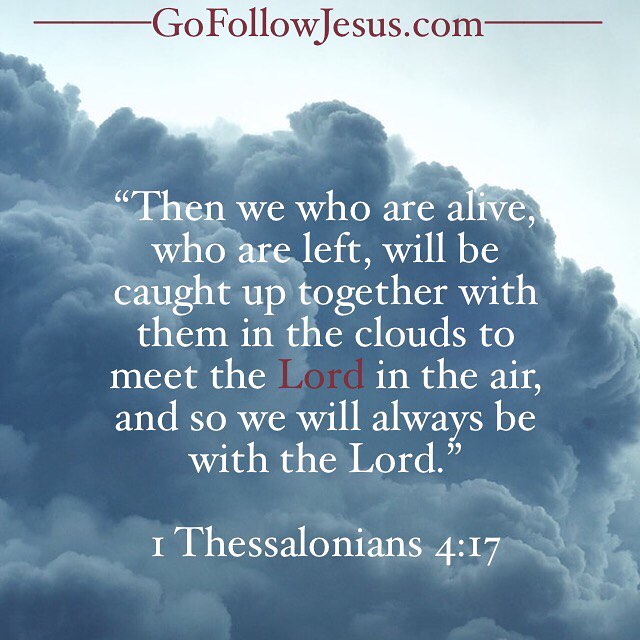 GoFollowJesus.com
“Then we who are alive,
who are left, will be
caught up together with
them in the clouds to
meet the Lord in the air,
and so we will always be
with the Lord.”
1 Thessalonians 4:17